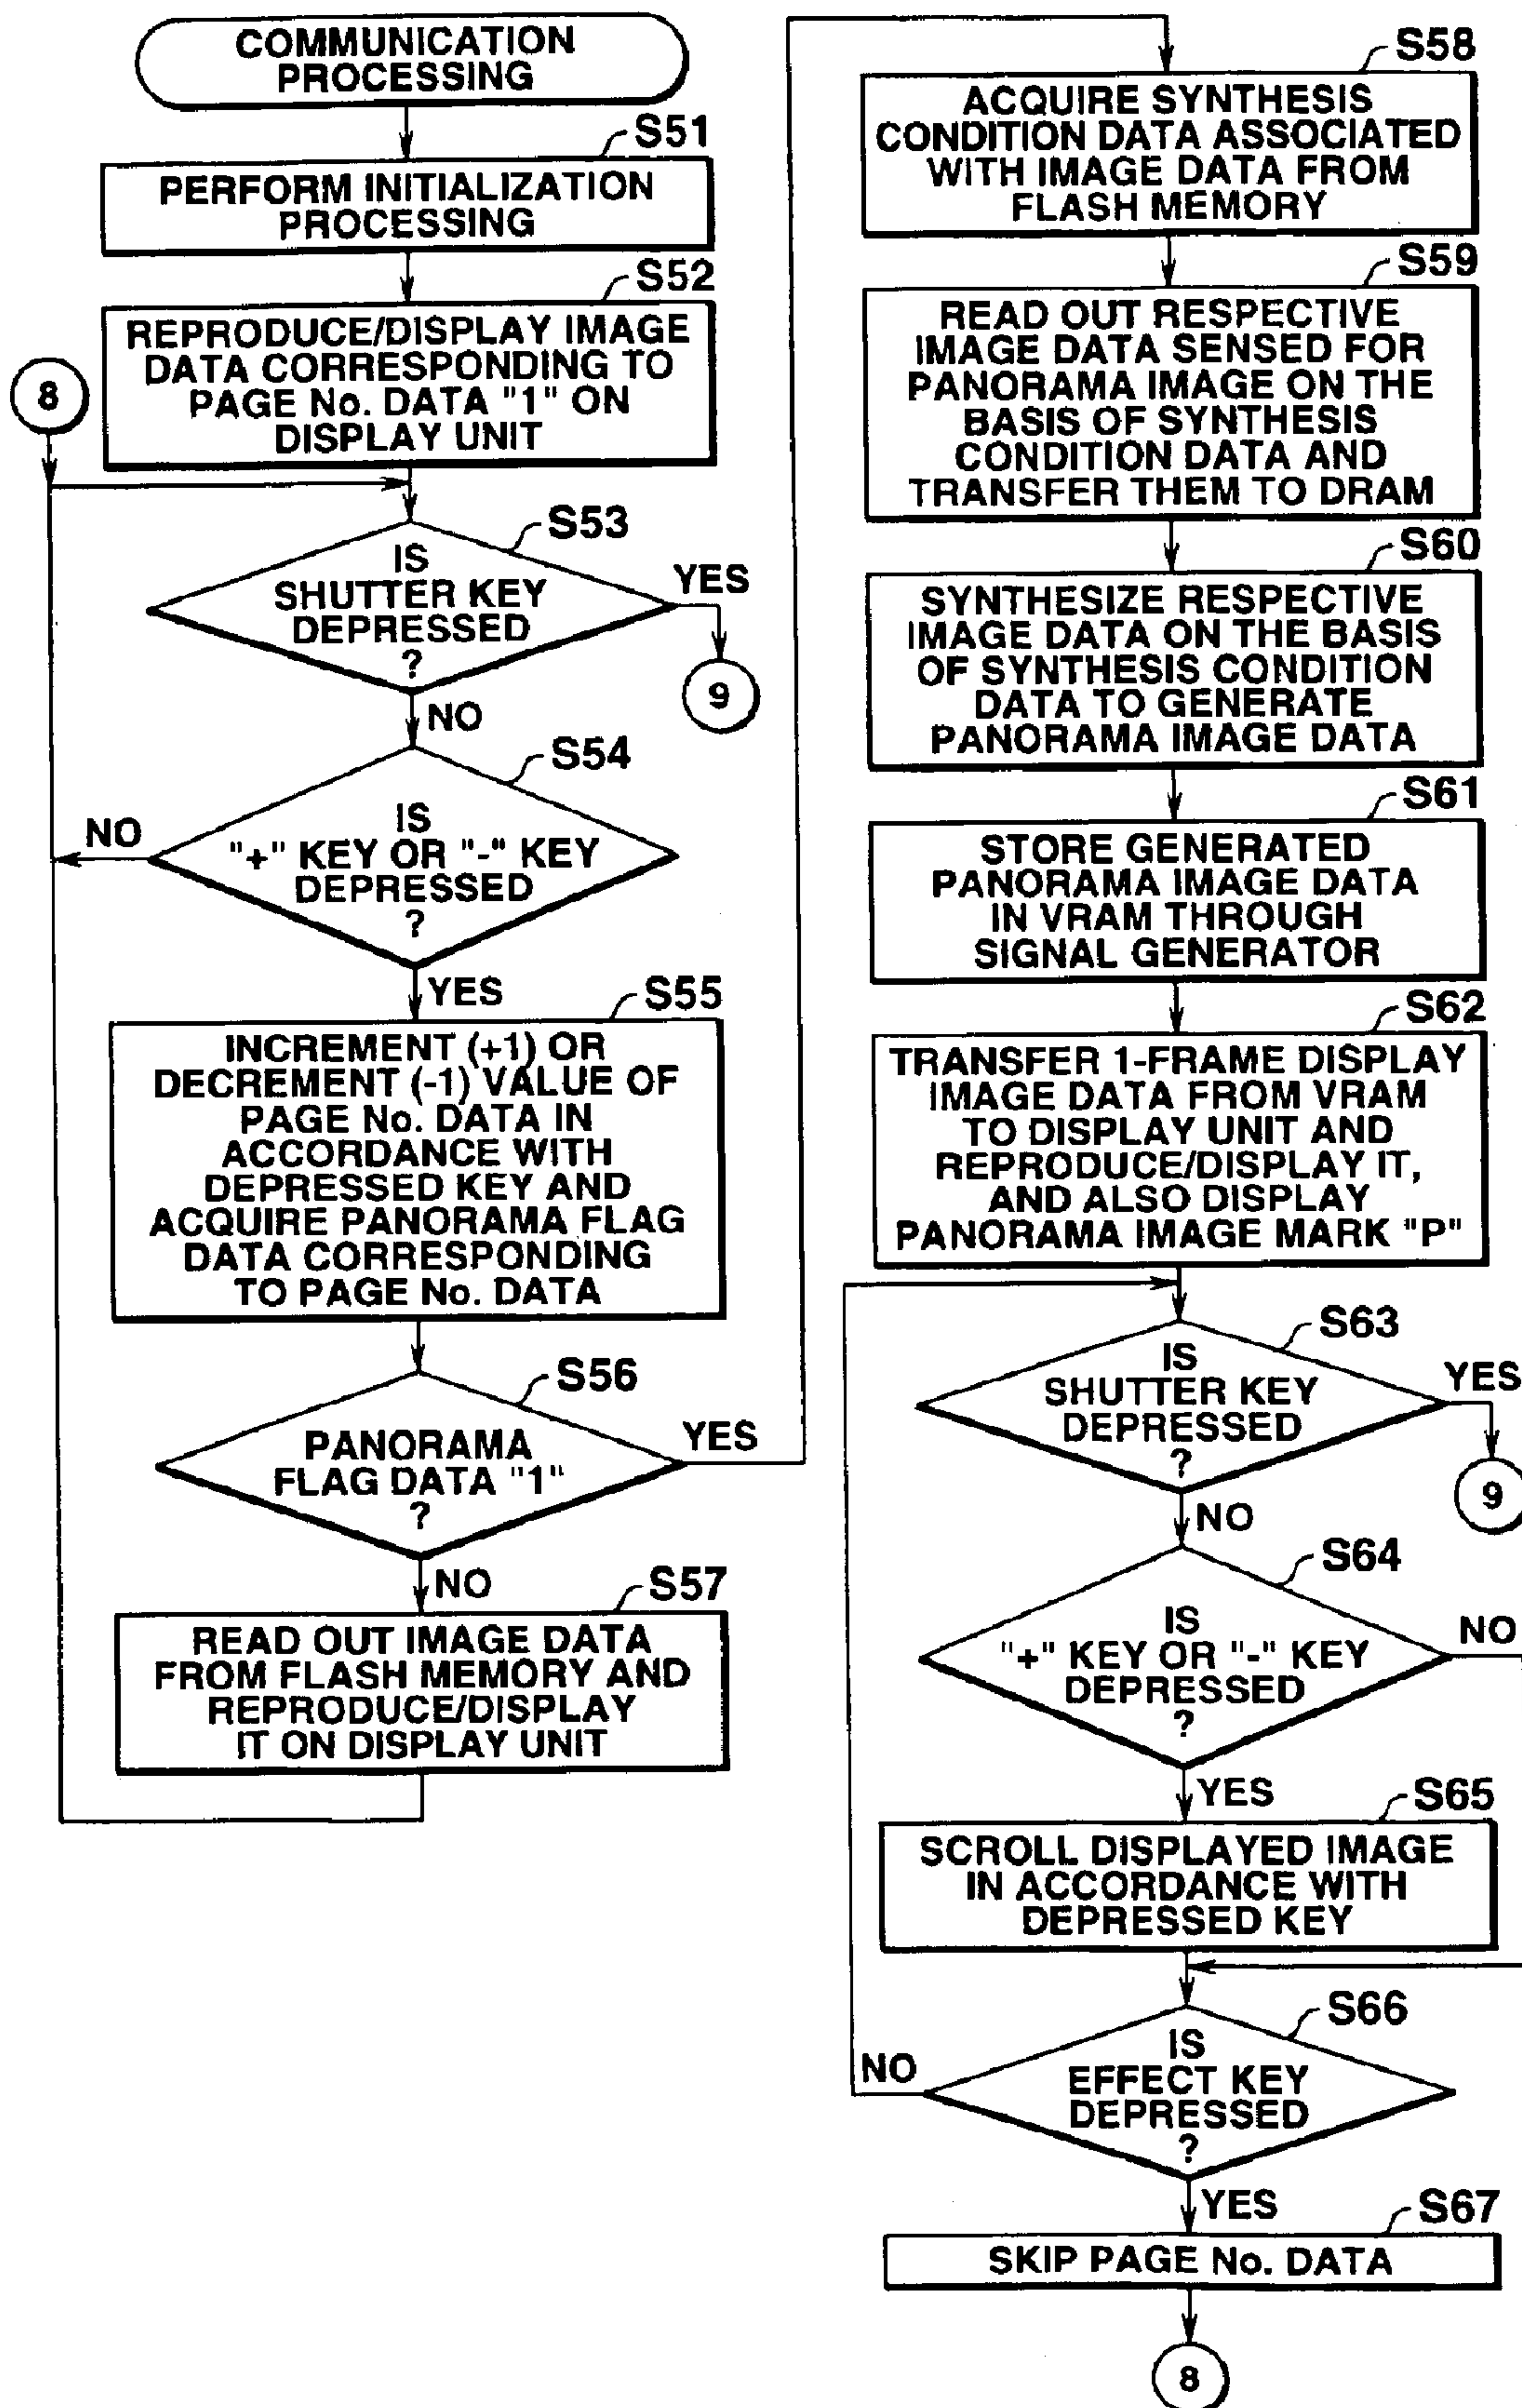 COMMUNICATION
PROCESSING
S51
PERFORM INITIALIZATION
PROCESSING
S52
REPRODUCE/DISPLAY IMAGE
DATA CORRESPONDING TO
PAGE No. DATA "1" ON
DISPLAY UNIT
8
S53
IS
SHUTTER KEY
DEPRESSED
?
YES
9
NO
S54
IS
"+" KEY OR "-" KEY
DEPRESSED
?
NO
YES
S55
INCREMENT (+1) OR
DECREMENT (-1) VALUE OF
PAGE No. DATA IN
ACCORDANCE WITH
DEPRESSED KEY AND
ACQUIRE PANORAMA FLAG
DATA CORRESPONDING
TO PAGE No. DATA
S56
PANORAMA
FLAG DATA "1"
?
YES
NO
S57
READ OUT IMAGE DATA
FROM FLASH MEMORY AND
REPRODUCE/DISPLAY
IT ON DISPLAY UNIT
S58
ACQUIRE SYNTHESIS
CONDITION DATA ASSOCIATED
WITH IMAGE DATA FROM
FLASH MEMORY
S59
READ OUT RESPECTIVE
IMAGE DATA SENSED FOR
PANORAMA IMAGE ON THE
BASIS OF SYNTHESIS
CONDITION DATA AND
TRANSFER THEM TO DRAM
S60
SYNTHESIZE RESPECTIVE
IMAGE DATA ON THE BASIS
OF SYNTHESIS CONDITION
DATA TO GENERATE
PANORAMA IMAGE DATA
S61
STORE GENERATED
PANORAMA IMAGE DATA
IN VRAM THROUGH
SIGNAL GENERATOR
S62
TRANSFER 1-FRAME DISPLAY
IMAGE DATA FROM VRAM
TO DISPLAY UNIT AND
REPRODUCE/DISPLAY IT,
AND ALSO DISPLAY
PANORAMA IMAGE MARK "P"
S63
IS
SHUTTER KEY
DEPRESSED
?
YES
9
NO
S64
IS
"+" KEY OR "-" KEY
DEPRESSED
?
NO
YES
S65
SCROLL DISPLAYED IMAGE
IN ACCORDANCE WITH
DEPRESSED KEY
S66
IS
EFFECT KEY
DEPRESSED
?
NO
YES
S67
SKIP PAGE No. DATA
8